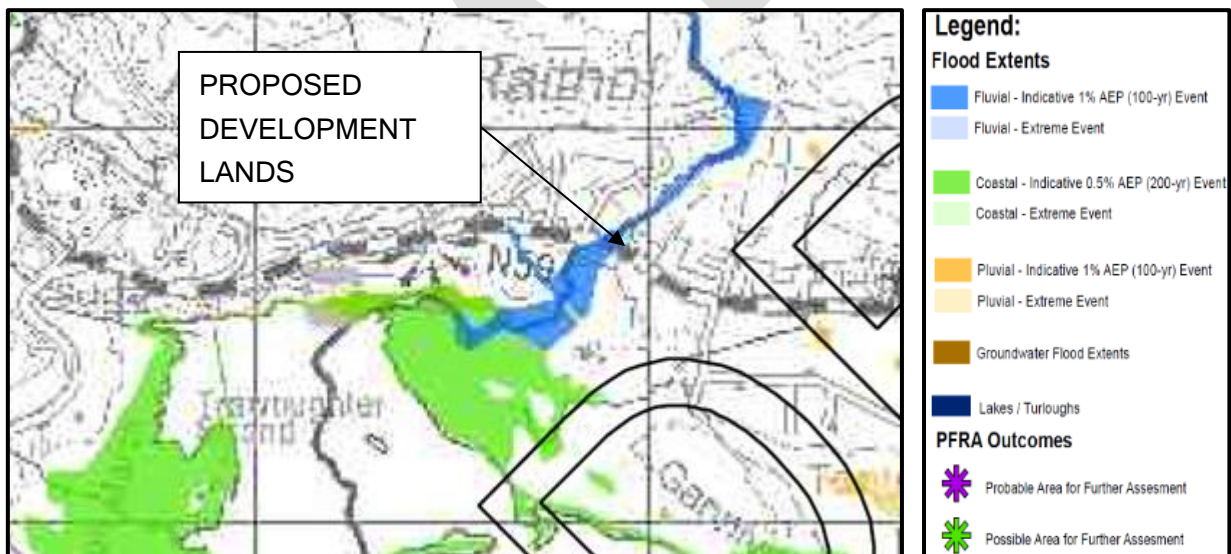 PROPOSED
DEVELOPMENT
LANDS
N59
Legend:
Flood Extents
Fluvial - Indicative 1% AEP (100-yr) Event
Fluvial - Extreme Event
Coastal - Indicative 0.5% AEP (200-yr) Event
Coastal - Extreme Event
Pluvial - Indicative 1% AEP (100-yr) Event
Pluvial - Extreme Event
Groundwater Flood Extents
Lakes / Turloughs
PFRA Outcomes
Probable Area for Further Assesment
Possible Area for Further Assesment